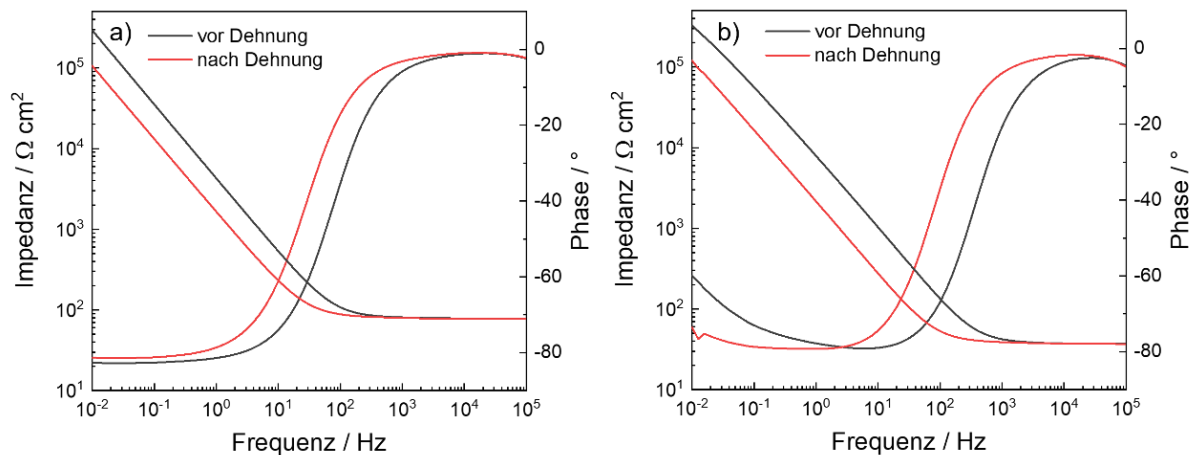 a)
vor Dehnung
nach Dehnung
Impedanz / Ω cm²
10⁵
10⁴
10³
10²
10¹
0
-20
-40
-60
-80
Phase / °
10⁻² 10⁻¹ 10⁰ 10¹ 10² 10³ 10⁴ 10⁵
Frequenz / Hz
b)
vor Dehnung
nach Dehnung
Impedanz / Ω cm²
10⁵
10⁴
10³
10²
10¹
0
-20
-40
-60
-80
Phase / °
10⁻² 10⁻¹ 10⁰ 10¹ 10² 10³ 10⁴ 10⁵
Frequenz / Hz